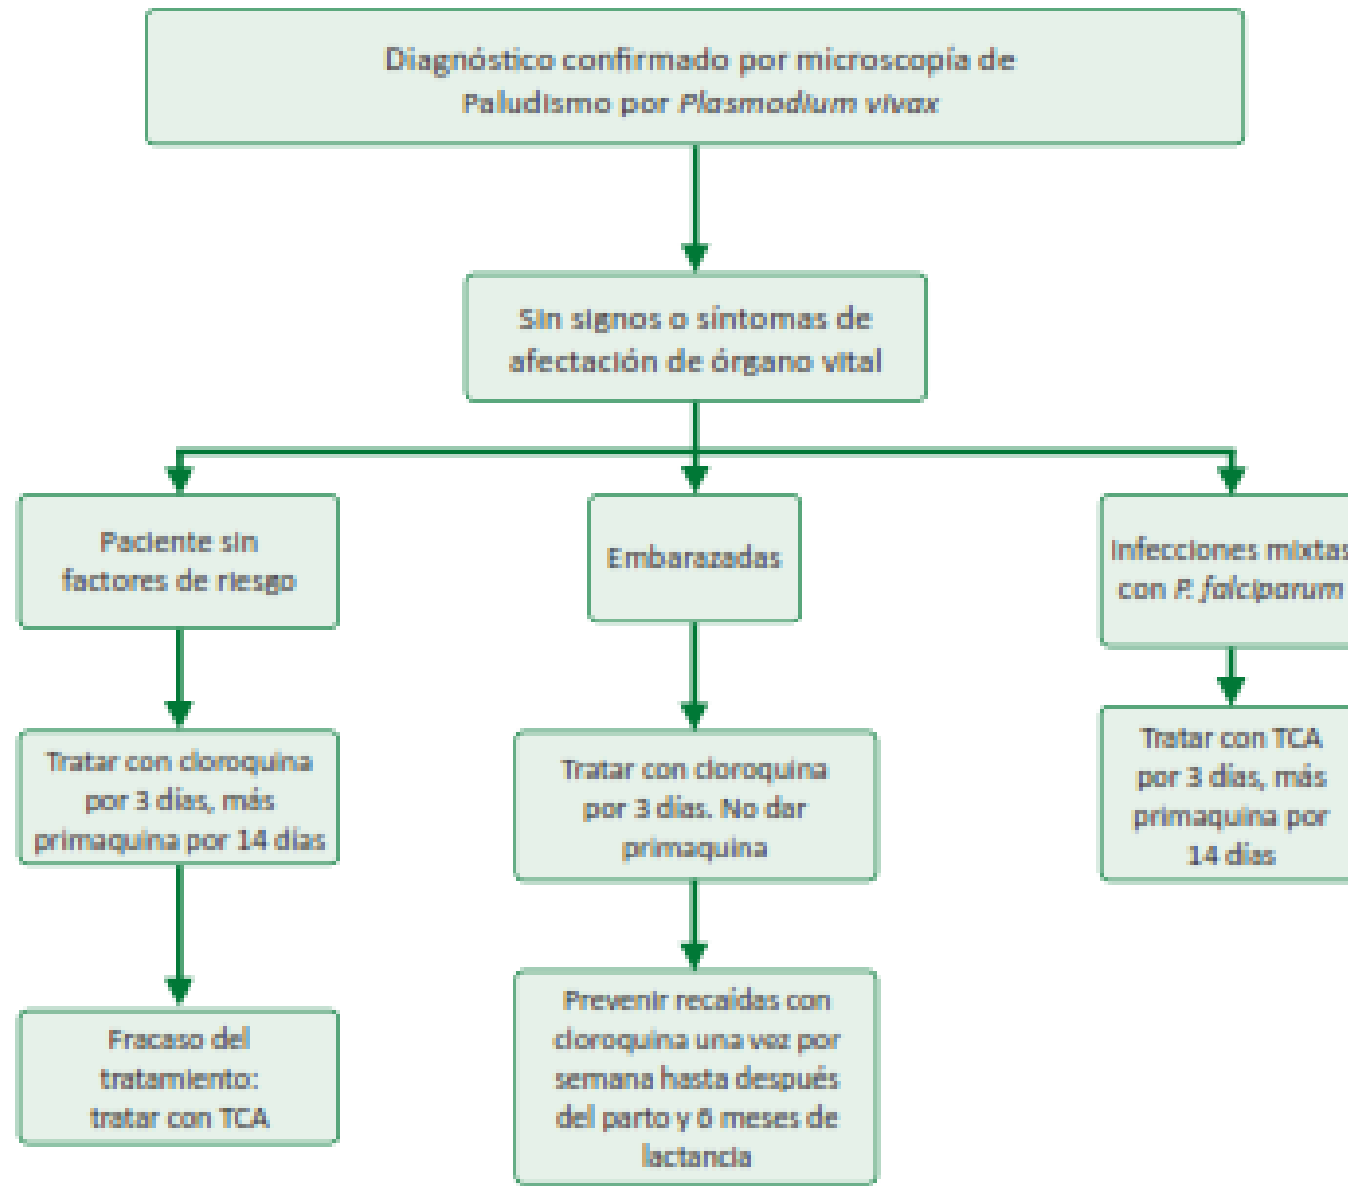 Diagnóstico confirmado por microscopía de
Paludismo por Plasmodium vivax
Sin signos o síntomas de
afectación de órgano vital
Paciente sin
factores de riesgo
Embarazadas
Infecciones mixtas
con P. falciparum
Tratar con cloroquina
por 3 días, más
primaquina por 14 días
Tratar con cloroquina
por 3 días. No dar
primaquina
Tratar con TCA
por 3 días, más
primaquina por
14 días
Fracaso del
tratamiento:
tratar con TCA
Prevenir recaídas con
cloroquina una vez por
semana hasta después
del parto y 6 meses de
lactancia